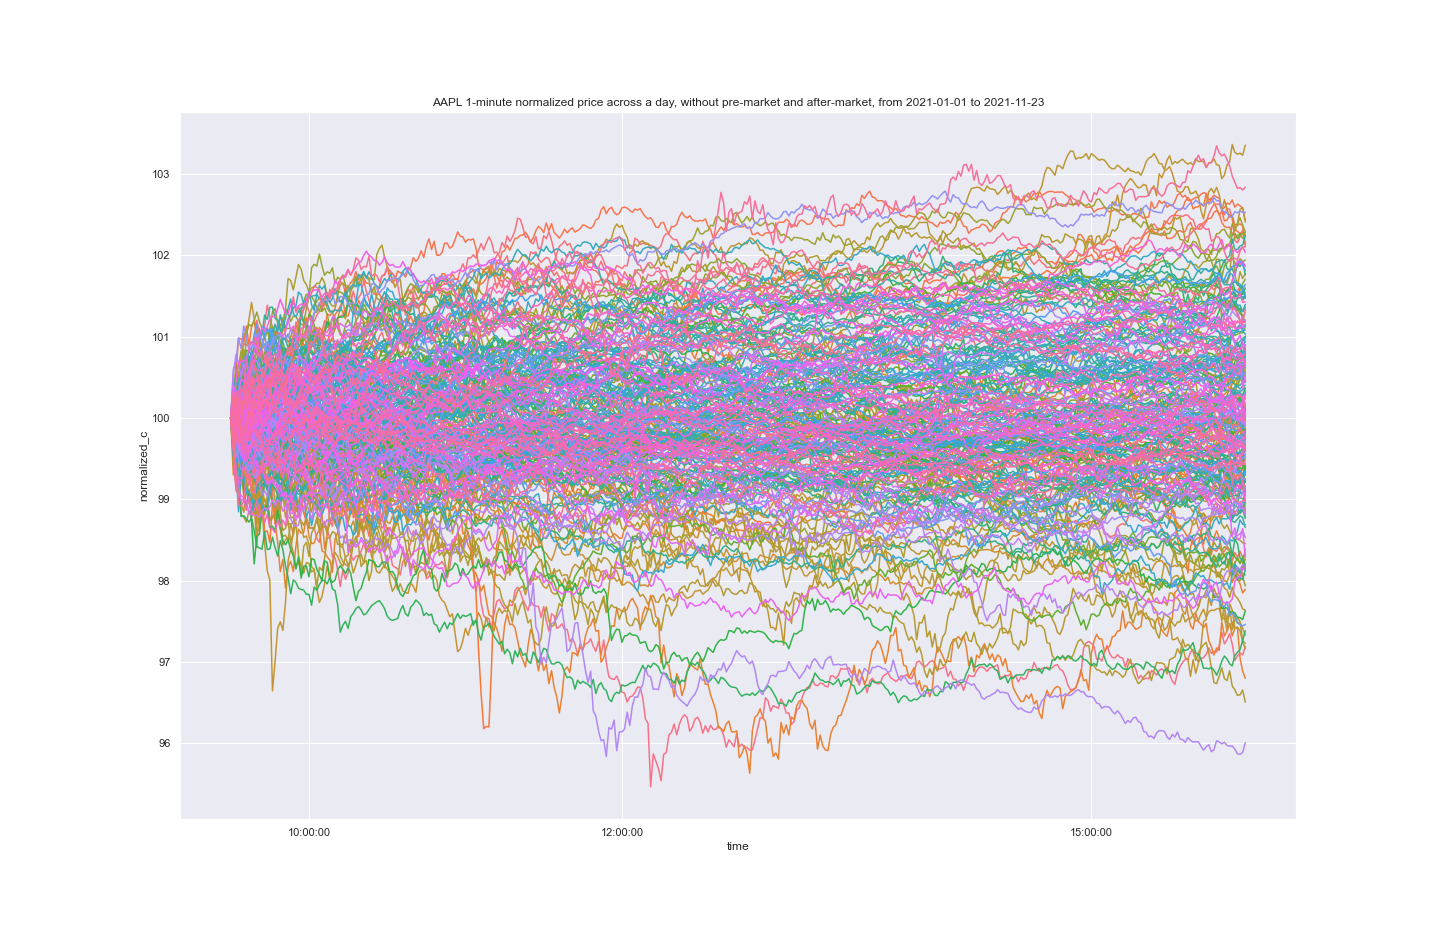 AAPL 1-minute normalized price across a day, without pre-market and after-market, from 2021-01-01 to 2021-11-23
103
102
101
100
99
98
97
96
normalized_c
10:00:00 12:00:00 15:00:00
time